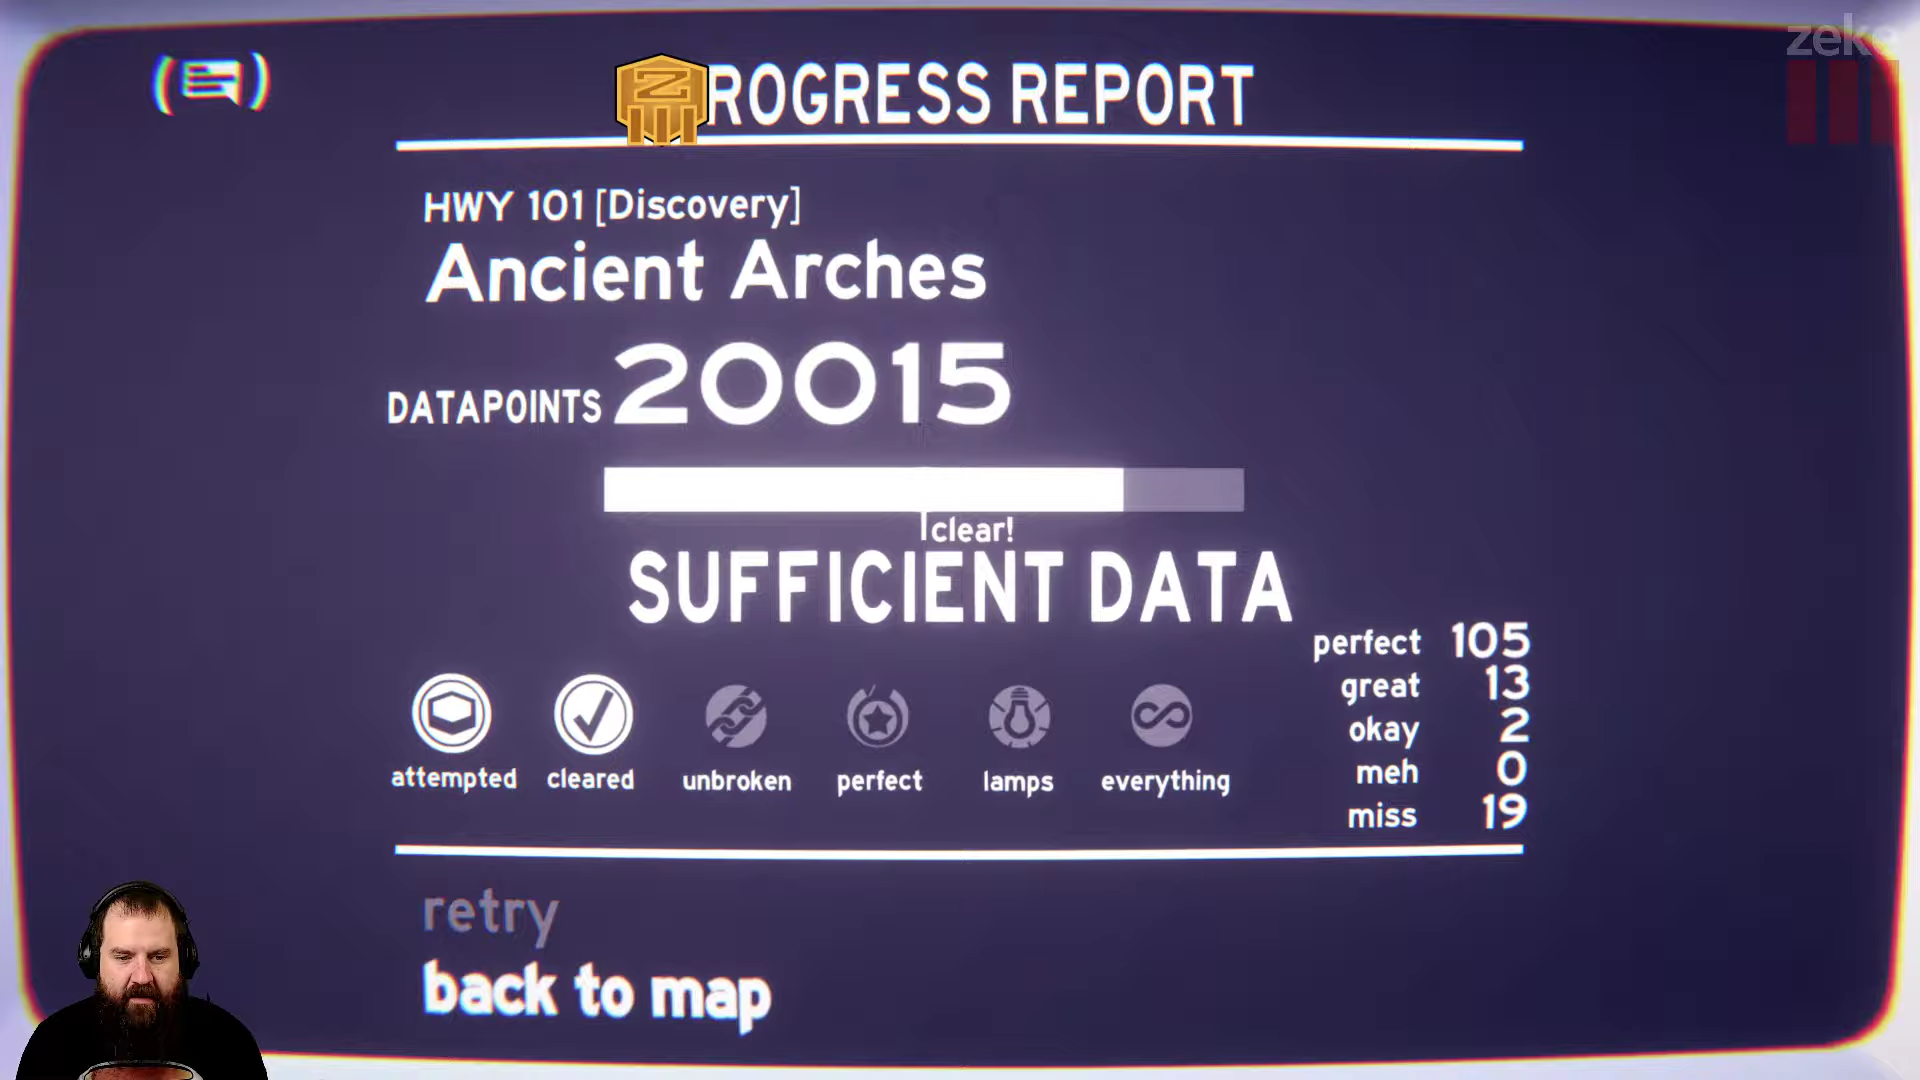 zeke
ROGRESS REPORT
HWY 101 [Discovery]
Ancient Arches
DATAPOINTS 20015
clear!
SUFFICIENT DATA
perfect 105
great 13
okay 2
meh 0
miss 19
attempted cleared unbroken perfect lamps everything
retry
back to map